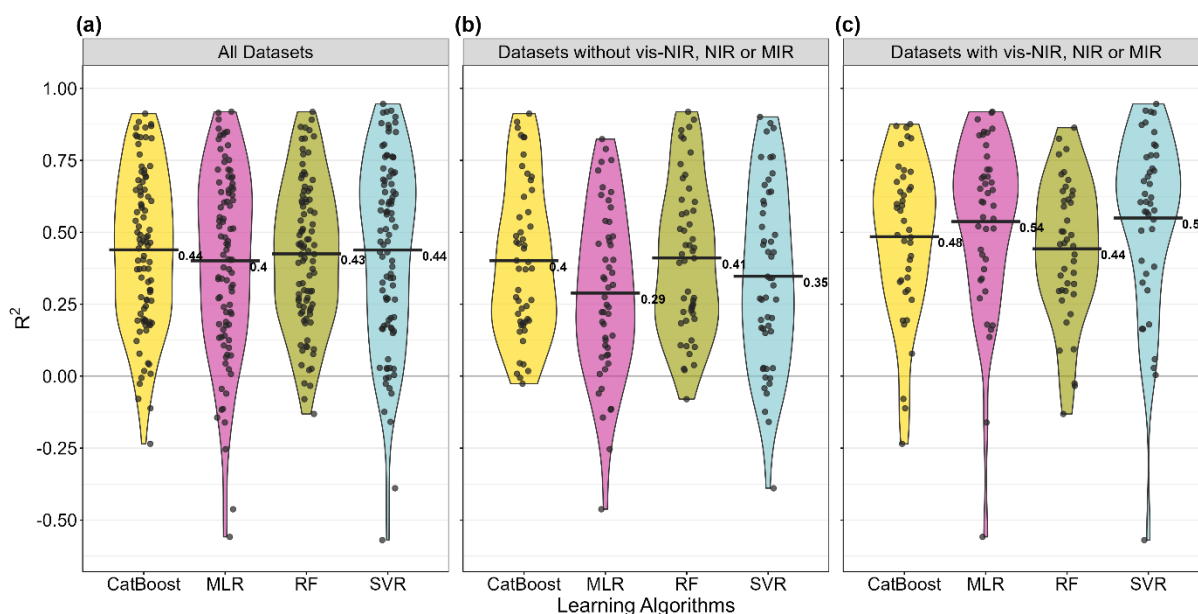 (a) (b) (c)
All Datasets Datasets without vis-NIR, NIR or MIR Datasets with vis-NIR, NIR or MIR
1.00
0.75
0.50
0.25
0.00
-0.25
-0.50
R²
0.44 0.4 0.43 0.44
0.4 0.29 0.41 0.35
0.48 0.54 0.44
CatBoost MLR RF SVR CatBoost MLR RF SVR CatBoost MLR RF SVR
Learning Algorithms